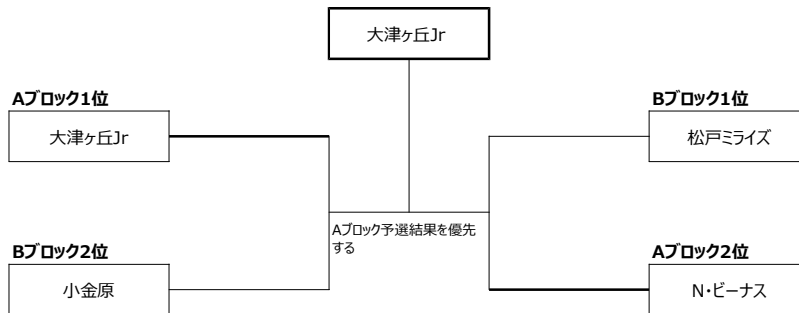 大津ヶ丘Jr
Aブロック1位
Bブロック1位
大津ヶ丘Jr
松戸ミライズ
Aブロック予選結果を優先
する
Bブロック2位
Aブロック2位
小金原
N・ビーナス